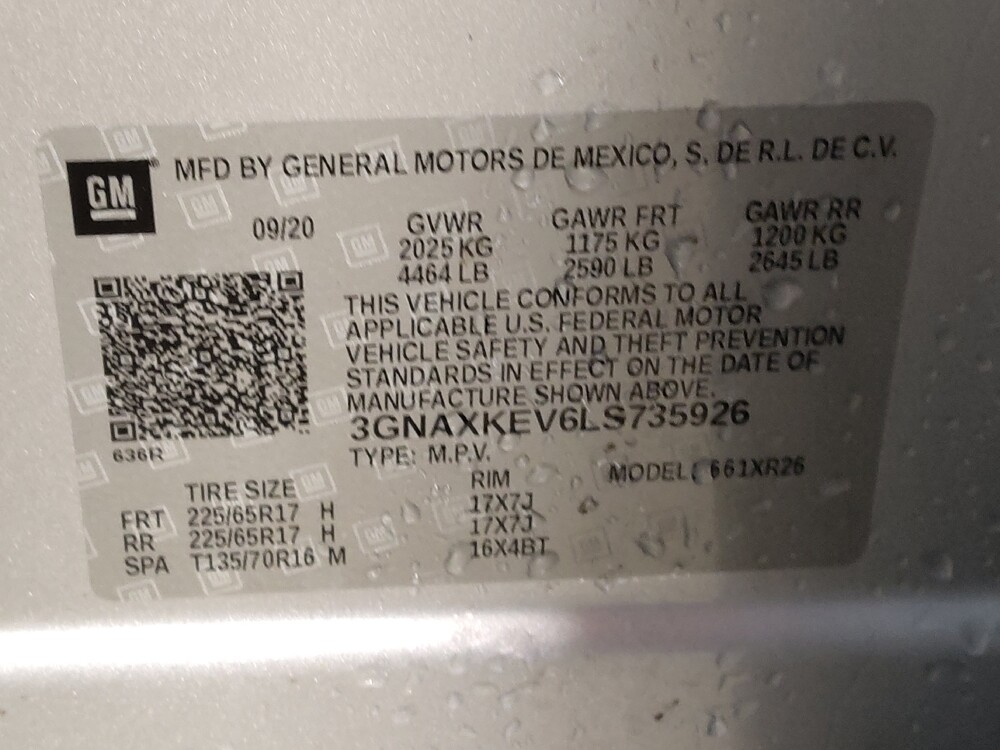 GM
MFD BY GENERAL MOTORS DE MEXICO, S. DE R.L. DE C.V.
09/20
GVWR GAWR FRT GAWR RR
2025 KG 1175 KG 1200 KG
4464 LB 2590 LB 2645 LB
THIS VEHICLE CONFORMS TO ALL
APPLICABLE U.S. FEDERAL MOTOR
VEHICLE SAFETY AND THEFT PREVENTION
STANDARDS IN EFFECT ON THE DATE OF
MANUFACTURE SHOWN ABOVE.
3GNAXKEV6LS735926
636R
TYPE: M.P.V. MODEL: 661XR26
TIRE SIZE RIM
FRT 225/65R17 H 17X7J
RR 225/65R17 H 17X7J
SPA T135/70R16 M 16X4BT